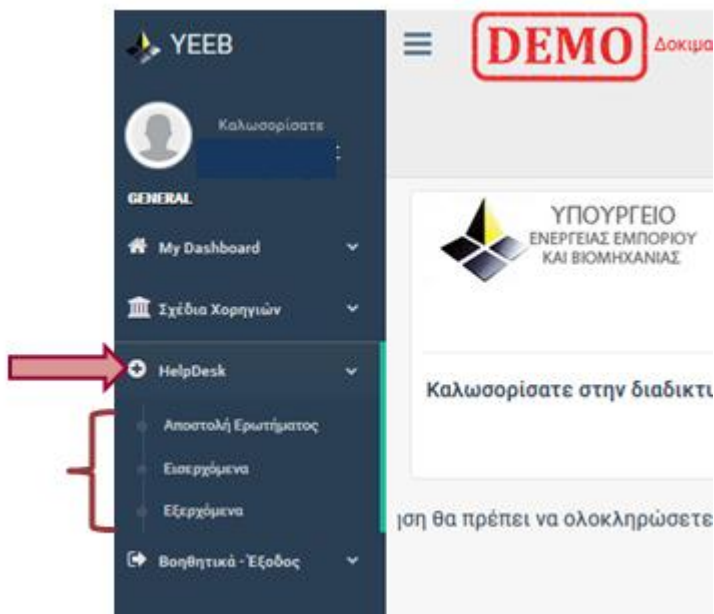 YEEB
Καλωσορίσατε
GENERAL
My Dashboard
Σχέδια Χορηγιών
HelpDesk
Αποστολή Ερωτήματος
Εισερχόμενα
Εξερχόμενα
Βοηθητικά - Έξοδος
DEMO
Δοκιμα
ΥΠΟΥΡΓΕΙΟ
ΕΝΕΡΓΕΙΑΣ ΕΜΠΟΡΙΟΥ
ΚΑΙ ΒΙΟΜΗΧΑΝΙΑΣ
Καλωσορίσατε στην διαδικτυ
ηση θα πρέπει να ολοκληρώσετε